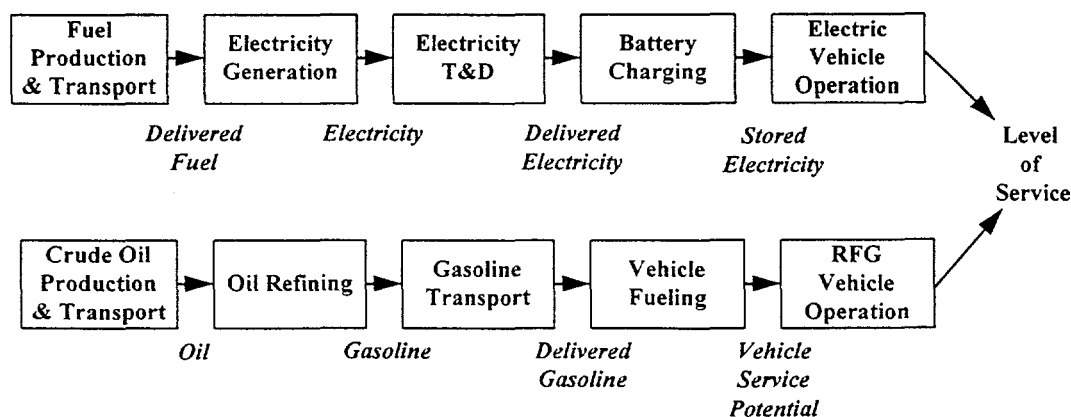 Fuel
Production
& Transport
Electricity
Generation
Electricity
T&D
Battery
Charging
Electric
Vehicle
Operation
Delivered
Fuel
Electricity
Delivered
Electricity
Stored
Electricity
Level
of
Service
Crude Oil
Production
& Transport
Oil Refining
Gasoline
Transport
Vehicle
Fueling
RFG
Vehicle
Operation
Oil
Gasoline
Delivered
Gasoline
Vehicle
Service
Potential